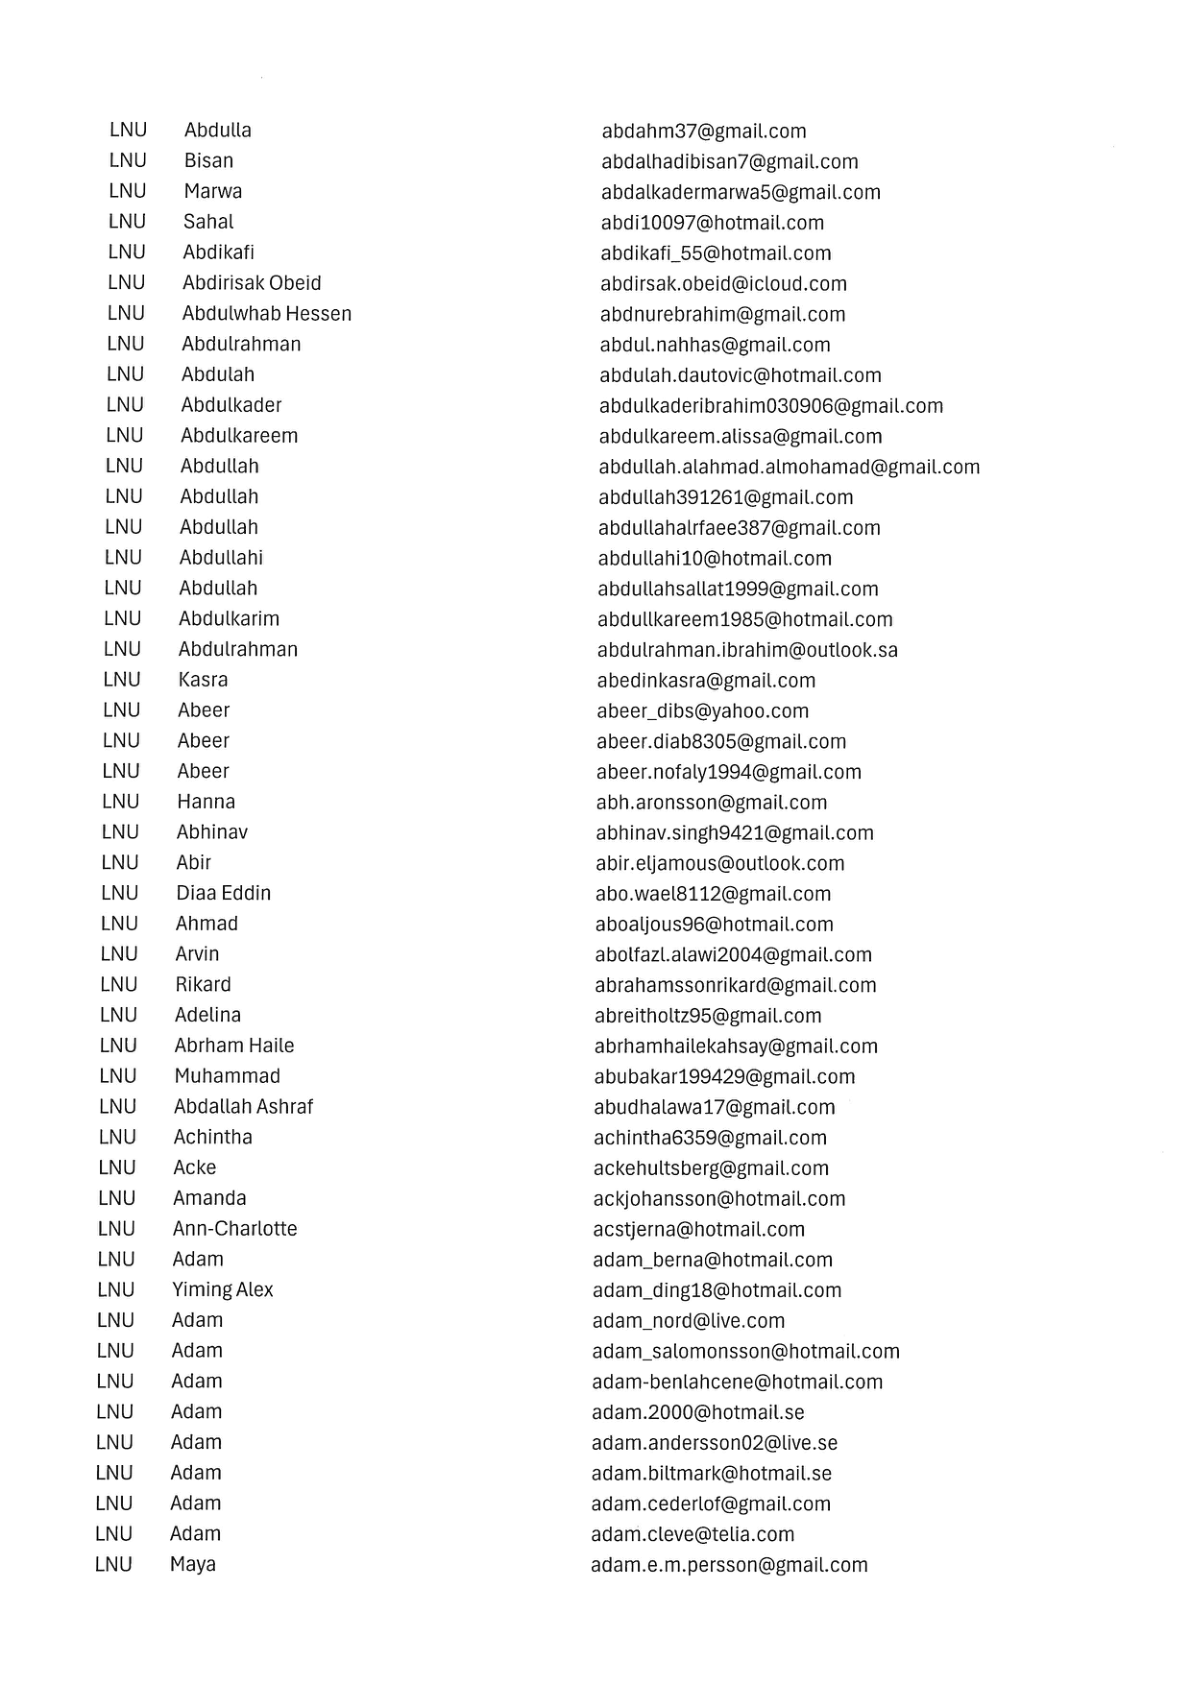 LNU Abdulla abdahm37@gmail.com
LNU Bisan abdalhadibisan7@gmail.com
LNU Marwa abdalkadermarwa5@gmail.com
LNU Sahal abdi10097@hotmail.com
LNU Abdikafi abdikafi_55@hotmail.com
LNU Abdirisak Obeid abdirsak.obeid@icloud.com
LNU Abdulwhab Hessen abdnurebrahim@gmail.com
LNU Abdulrahman abdul.nahhas@gmail.com
LNU Abdulah abdulah.dautovic@hotmail.com
LNU Abdulkader abdulkaderibrahim030906@gmail.com
LNU Abdulkareem abdulkareem.alissa@gmail.com
LNU Abdullah abdullah.alahmad.almohamad@gmail.com
LNU Abdullah abdullah391261@gmail.com
LNU Abdullah abdullahalrfaee387@gmail.com
LNU Abdullahi abdullahi10@hotmail.com
LNU Abdullah abdullahsallat1999@gmail.com
LNU Abdulkarim abdullkareem1985@hotmail.com
LNU Abdulrahman abdulrahman.ibrahim@outlook.sa
LNU Kasra abedinkasra@gmail.com
LNU Abeer abeer_dibs@yahoo.com
LNU Abeer abeer.diab8305@gmail.com
LNU Abeer abeer.nofaly1994@gmail.com
LNU Hanna abh.aronsson@gmail.com
LNU Abhinav abhinav.singh9421@gmail.com
LNU Abir abir.eljamous@outlook.com
LNU Diaa Eddin abo.wael8112@gmail.com
LNU Ahmad aboaljous96@hotmail.com
LNU Arvin abolfazl.alawi2004@gmail.com
LNU Rikard abrahamssonrikard@gmail.com
LNU Adelina abreitholtz95@gmail.com
LNU Abrham Haile abrhamhailekahsay@gmail.com
LNU Muhammad abubakar199429@gmail.com
LNU Abdallah Ashraf abudhalawa17@gmail.com
LNU Achintha achintha6359@gmail.com
LNU Acke ackehultsberg@gmail.com
LNU Amanda ackjohansson@hotmail.com
LNU Ann-Charlotte acstjerna@hotmail.com
LNU Adam adam_berna@hotmail.com
LNU Yiming Alex adam_ding18@hotmail.com
LNU Adam adam_nord@live.com
LNU Adam adam_salomonsson@hotmail.com
LNU Adam adam-benlahcene@hotmail.com
LNU Adam adam.2000@hotmail.se
LNU Adam adam.andersson02@live.se
LNU Adam adam.biltmark@hotmail.se
LNU Adam adam.cederlof@gmail.com
LNU Adam adam.cleve@telia.com
LNU Maya adam.e.m.persson@gmail.com